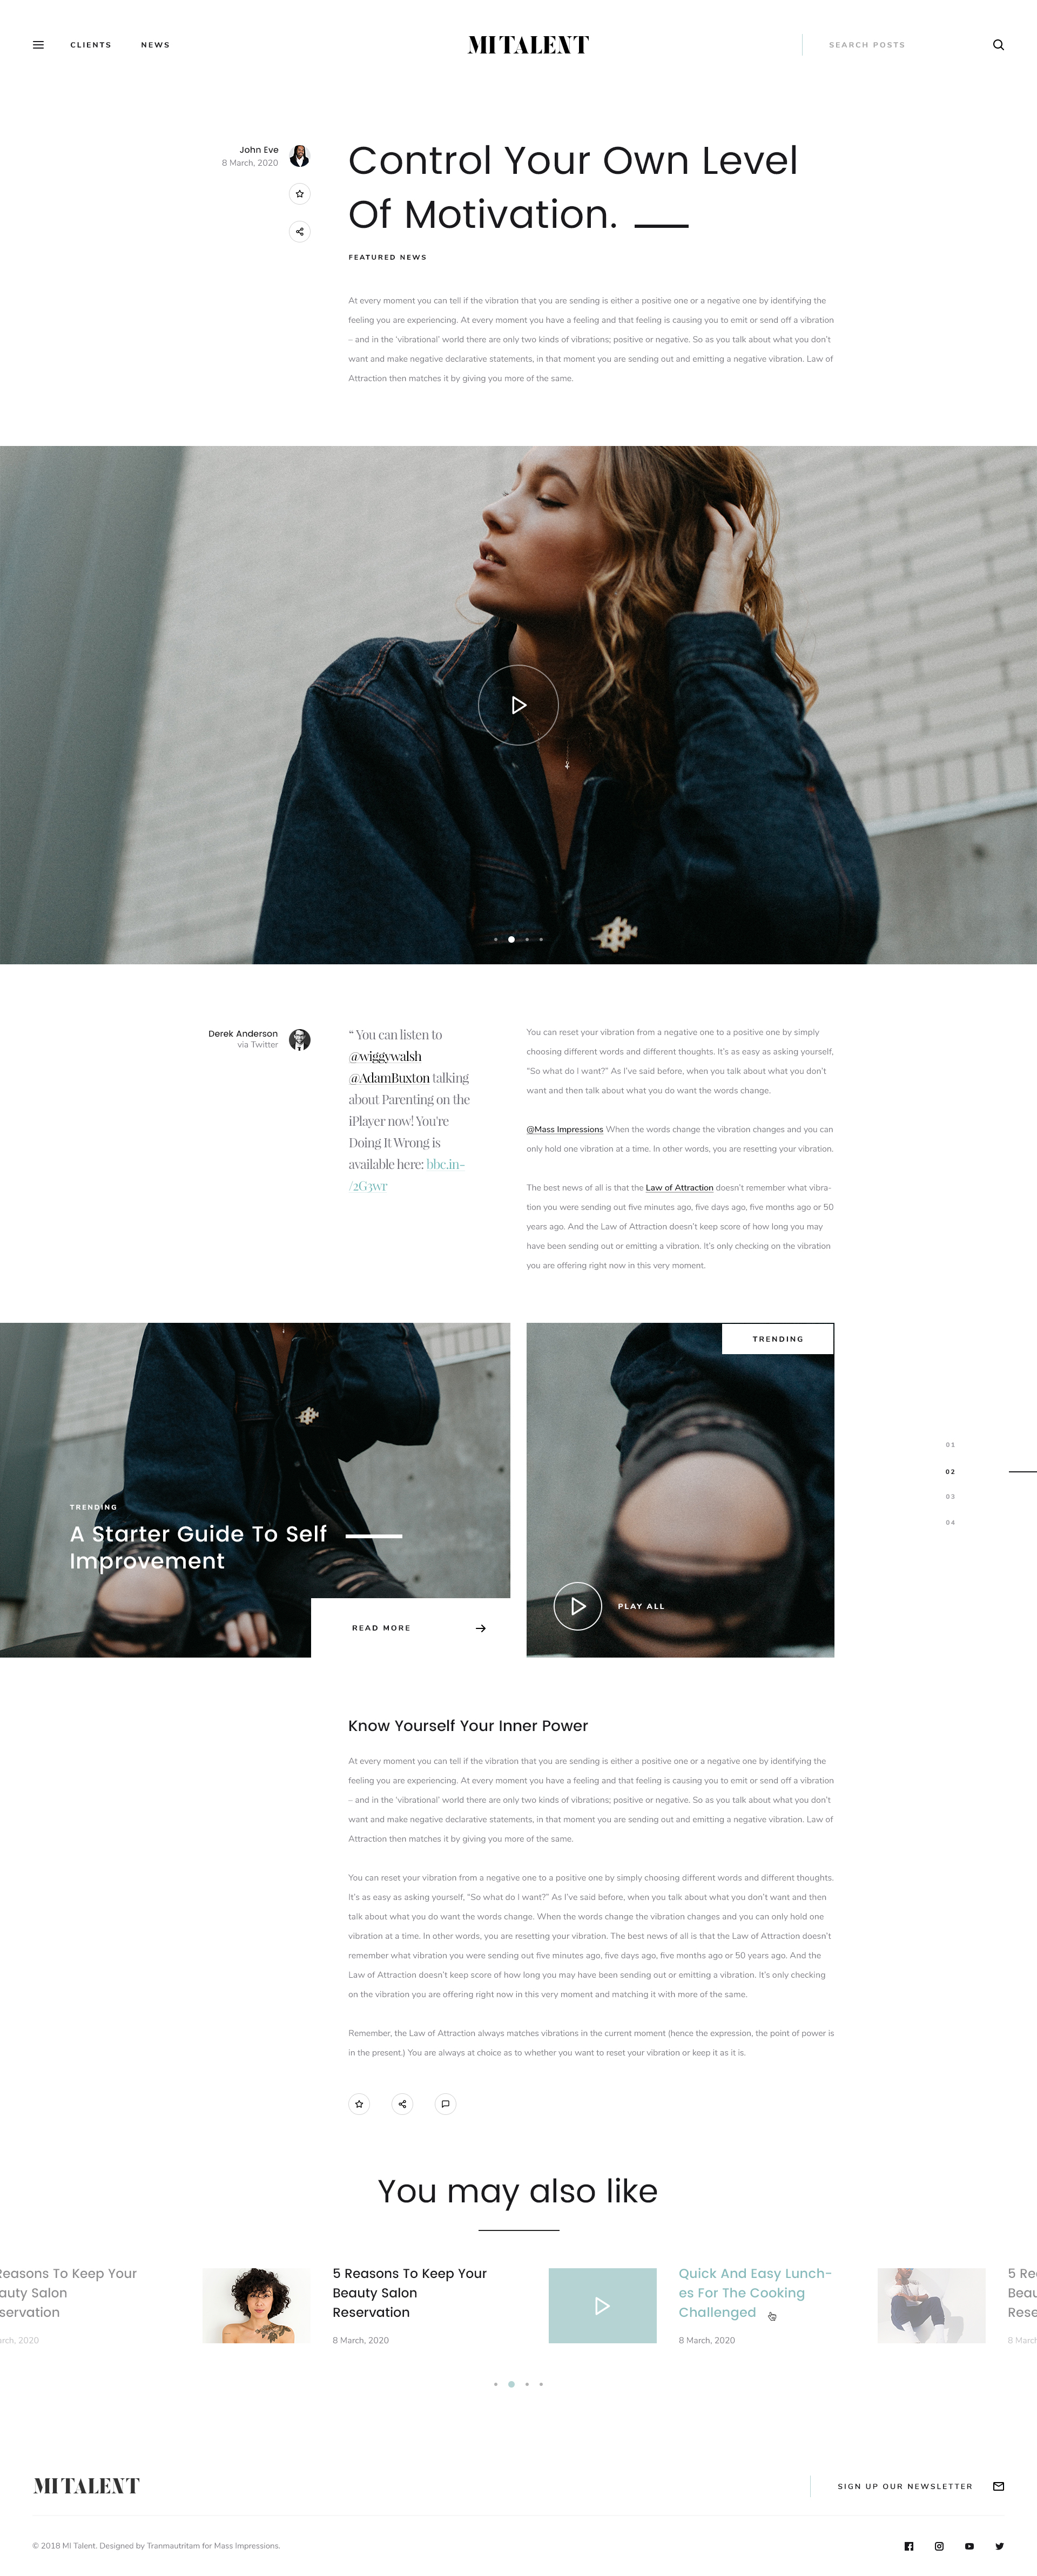 CLIENTS
NEWS
MITALENT
SEARCH POSTS
John Eve
8 March, 2020
Control Your Own Level
Of Motivation.
FEATURED NEWS
At every moment you can tell if the vibration that you are sending is either a positive one or a negative one by identifying the
feeling you are experiencing. At every moment you have a feeling and that feeling is causing you to emit or send off a vibration
– and in the ‘vibrational’ world there are only two kinds of vibrations; positive or negative. So as you talk about what you don’t
want and make negative declarative statements, in that moment you are sending out and emitting a negative vibration. Law of
Attraction then matches it by giving you more of the same.
Derek Anderson
via Twitter
“ You can listen to
@wiggywalsh
@AdamBuxton talking
about Parenting on the
iPlayer now! You're
Doing It Wrong is
available here: bbc.in-
/2G3wr
You can reset your vibration from a negative one to a positive one by simply
choosing different words and different thoughts. It’s as easy as asking yourself,
“So what do I want?” As I’ve said before, when you talk about what you don’t
want and then talk about what you do want the words change.
@Mass Impressions When the words change the vibration changes and you can
only hold one vibration at a time. In other words, you are resetting your vibration.
The best news of all is that the Law of Attraction doesn’t remember what vibra-
tion you were sending out five minutes ago, five days ago, five months ago or 50
years ago. And the Law of Attraction doesn’t keep score of how long you may
have been sending out or emitting a vibration. It’s only checking on the vibration
you are offering right now in this very moment.
TRENDING
A Starter Guide To Self
Improvement
READ MORE
TRENDING
PLAY ALL
01
02
03
04
Know Yourself Your Inner Power
At every moment you can tell if the vibration that you are sending is either a positive one or a negative one by identifying the
feeling you are experiencing. At every moment you have a feeling and that feeling is causing you to emit or send off a vibration
– and in the ‘vibrational’ world there are only two kinds of vibrations; positive or negative. So as you talk about what you don’t
want and make negative declarative statements, in that moment you are sending out and emitting a negative vibration. Law of
Attraction then matches it by giving you more of the same.
You can reset your vibration from a negative one to a positive one by simply choosing different words and different thoughts.
It’s as easy as asking yourself, “So what do I want?” As I’ve said before, when you talk about what you don’t want and then
talk about what you do want the words change. When the words change the vibration changes and you can only hold one
vibration at a time. In other words, you are resetting your vibration. The best news of all is that the Law of Attraction doesn’t
remember what vibration you were sending out five minutes ago, five days ago, five months ago or 50 years ago. And the
Law of Attraction doesn’t keep score of how long you may have been sending out or emitting a vibration. It’s only checking
on the vibration you are offering right now in this very moment and matching it with more of the same.
Remember, the Law of Attraction always matches vibrations in the current moment (hence the expression, the point of power is
in the present.) You are always at choice as to whether you want to reset your vibration or keep it as it is.
You may also like
Reasons To Keep Your
auty Salon
servation
arch, 2020
5 Reasons To Keep Your
Beauty Salon
Reservation
8 March, 2020
Quick And Easy Lunch-
es For The Cooking
Challenged
8 March, 2020
5 Rea
Beau
Rese
8 March
MITALENT
SIGN UP OUR NEWSLETTER
© 2018 MI Talent. Designed by Tranmautritam for Mass Impressions.